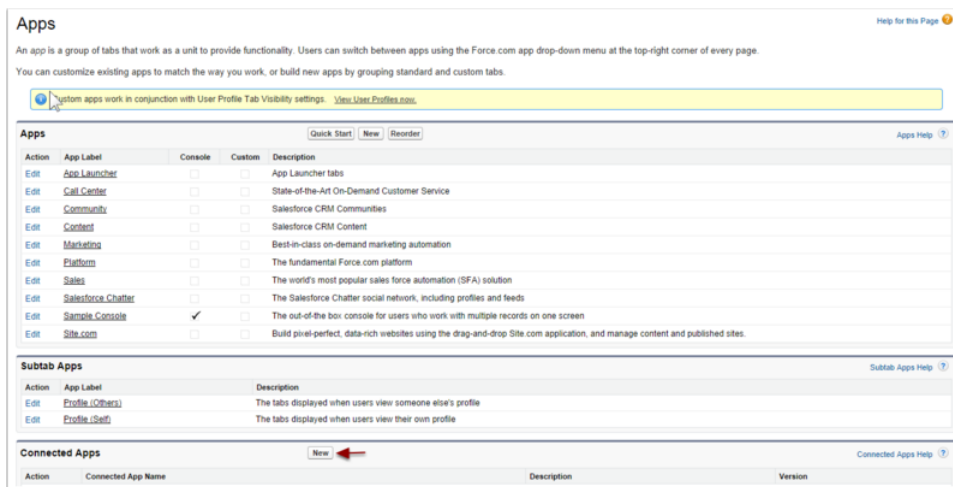 Apps
Help for this Page
An app is a group of tabs that work as a unit to provide functionality. Users can switch between apps using the Force.com app drop-down menu at the top-right corner of every page.
You can customize existing apps to match the way you work, or build new apps by grouping standard and custom tabs.
ustom apps work in conjunction with User Profile Tab Visibility settings. View User Profiles now.
Apps Quick Start New Reorder Apps Help ?
Action App Label Console Custom Description
Edit App Launcher App Launcher tabs
Edit Call Center State-of-the-Art On-Demand Customer Service
Edit Community Salesforce CRM Communities
Edit Content Salesforce CRM Content
Edit Marketing Best-in-class on-demand marketing automation
Edit Platform The fundamental Force.com platform
Edit Sales The world's most popular sales force automation (SFA) solution
Edit Salesforce Chatter The Salesforce Chatter social network, including profiles and feeds
Edit Sample Console ✓ The out-of-the box console for users who work with multiple records on one screen
Edit Site.com Build pixel-perfect, data-rich websites using the drag-and-drop Site.com application, and manage content and published sites.
Subtab Apps Subtab Apps Help ?
Action App Label Description
Edit Profile (Others) The tabs displayed when users view someone else's profile
Edit Profile (Self) The tabs displayed when users view their own profile
Connected Apps New Connected Apps Help ?
Action Connected App Name Description Version